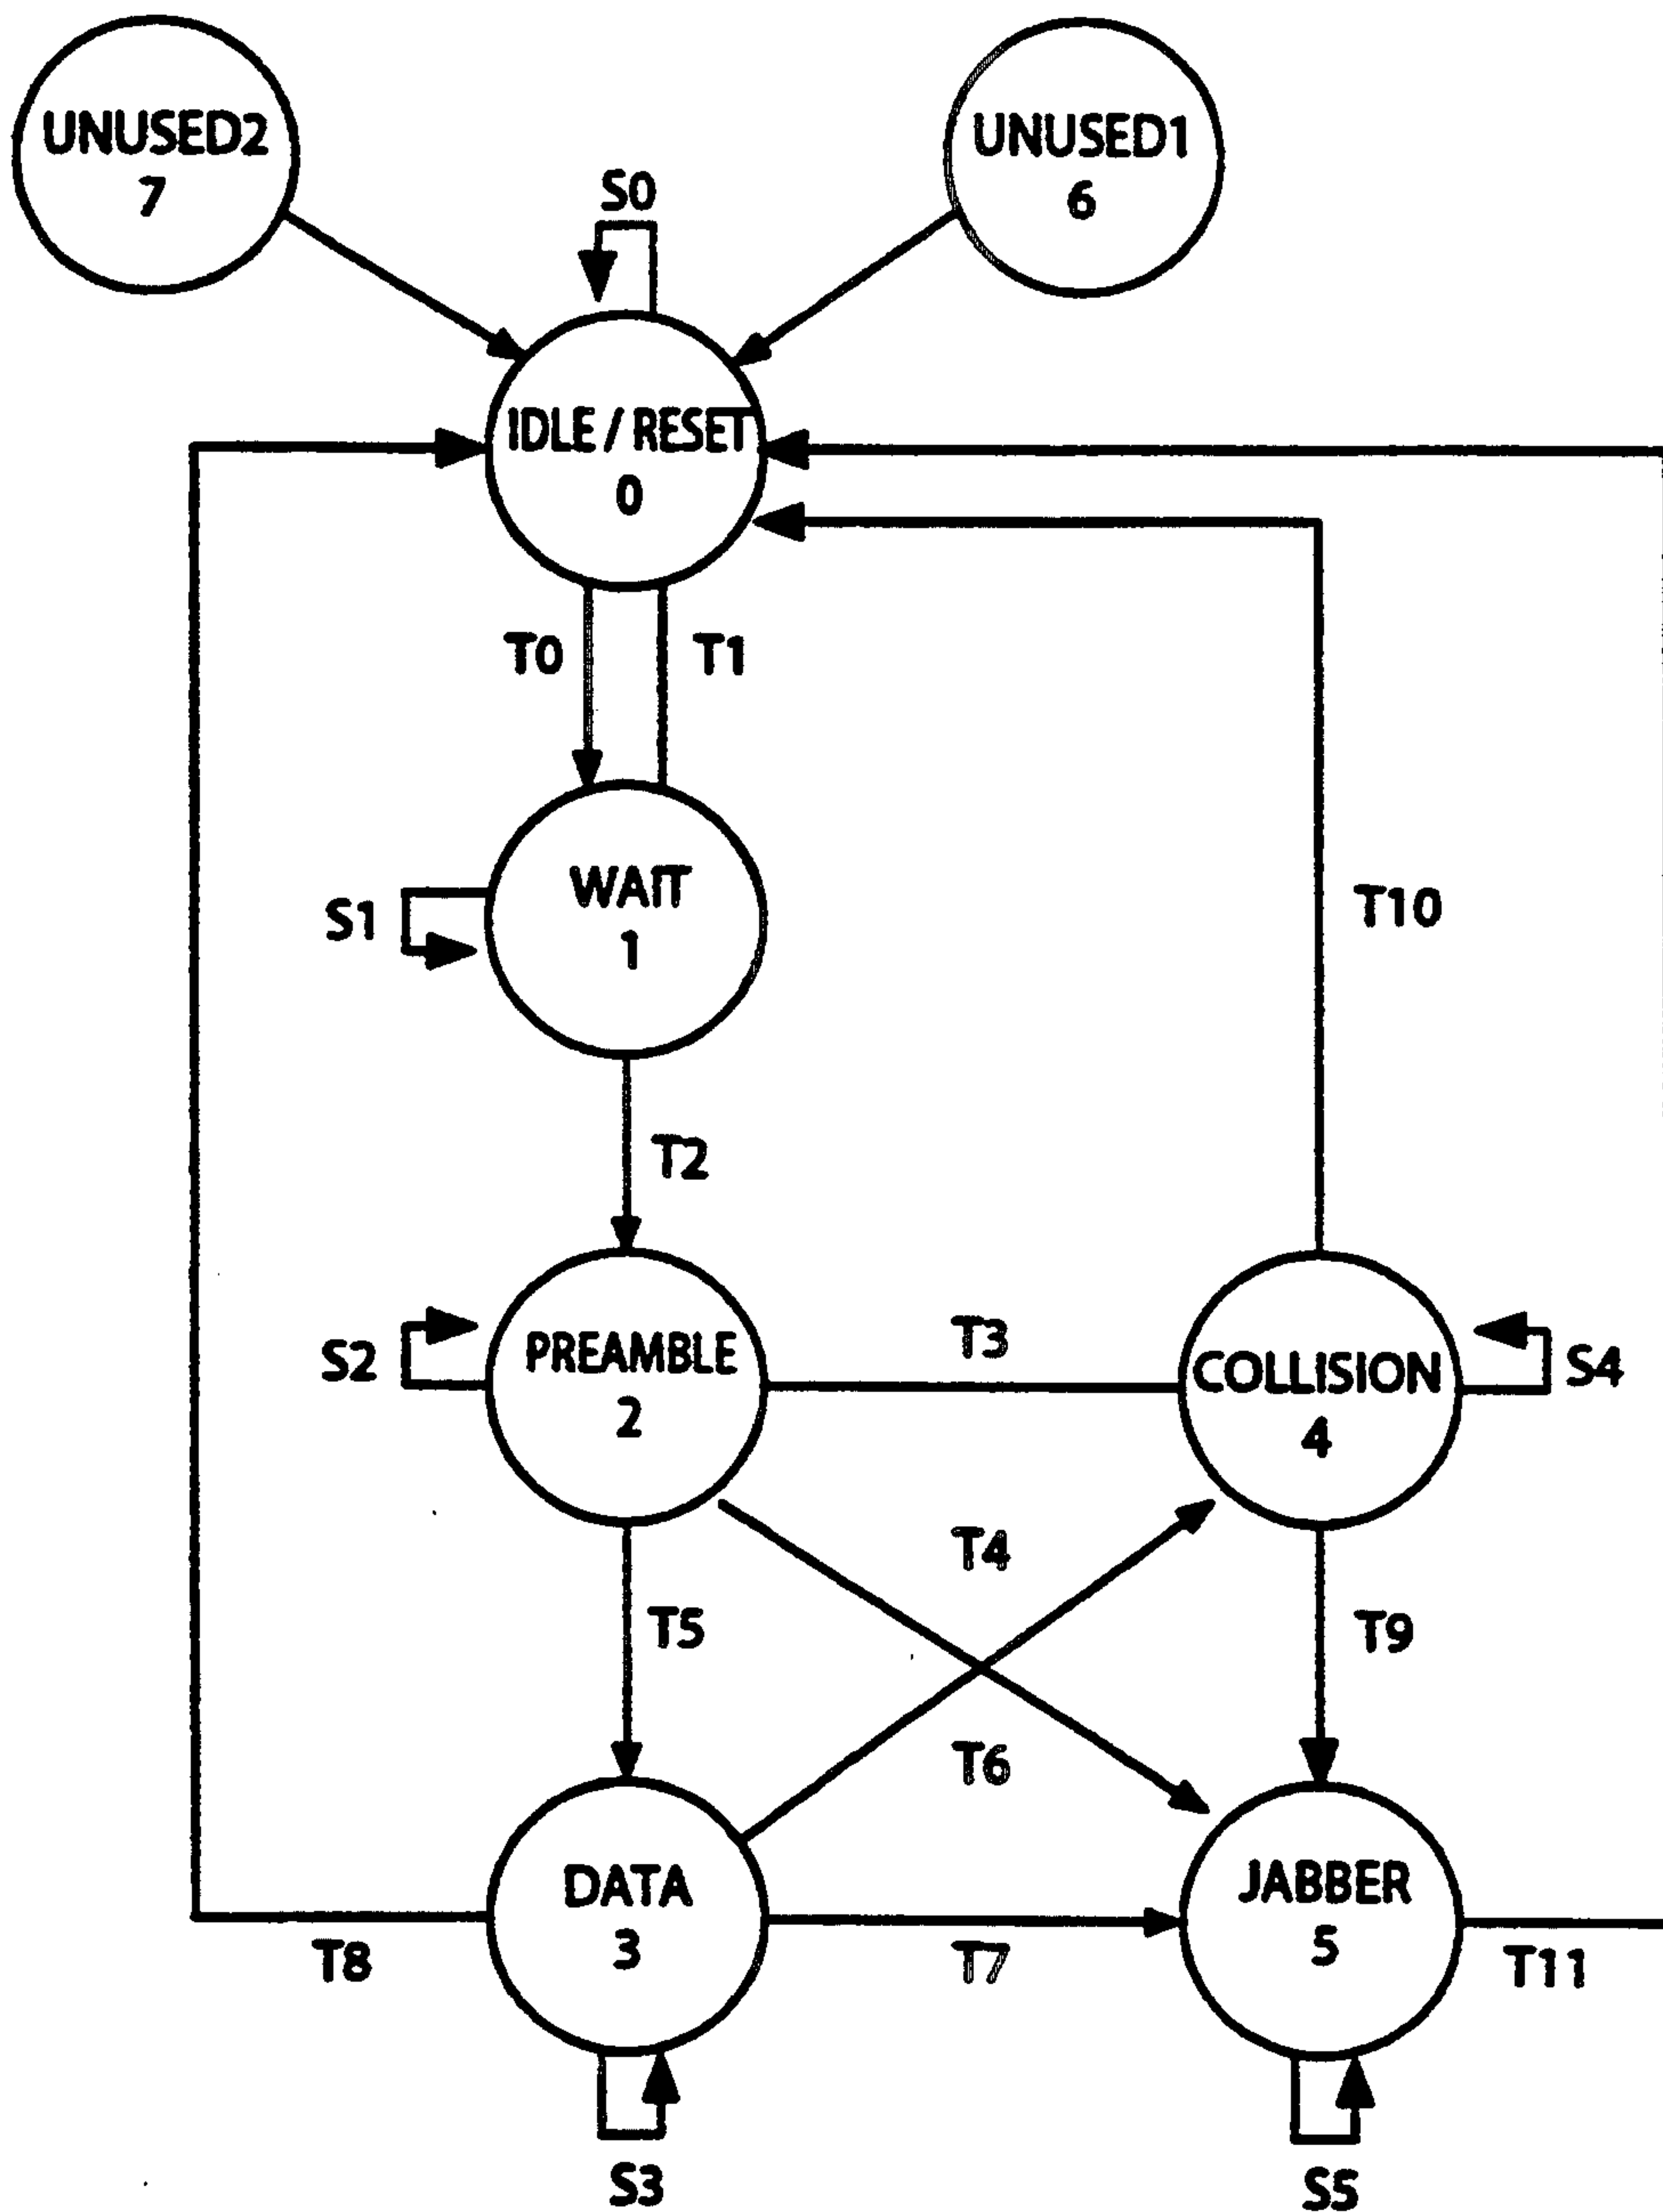 UNUSED2
7
UNUSED1
6
S0
IDLE / RESET
0
T0
T1
WAIT
1
S1
T10
T2
PREAMBLE
2
S2
T3
COLLISION
4
S4
T4
T5
T9
T6
DATA
3
JABBER
5
T8
T7
T11
S3
S5